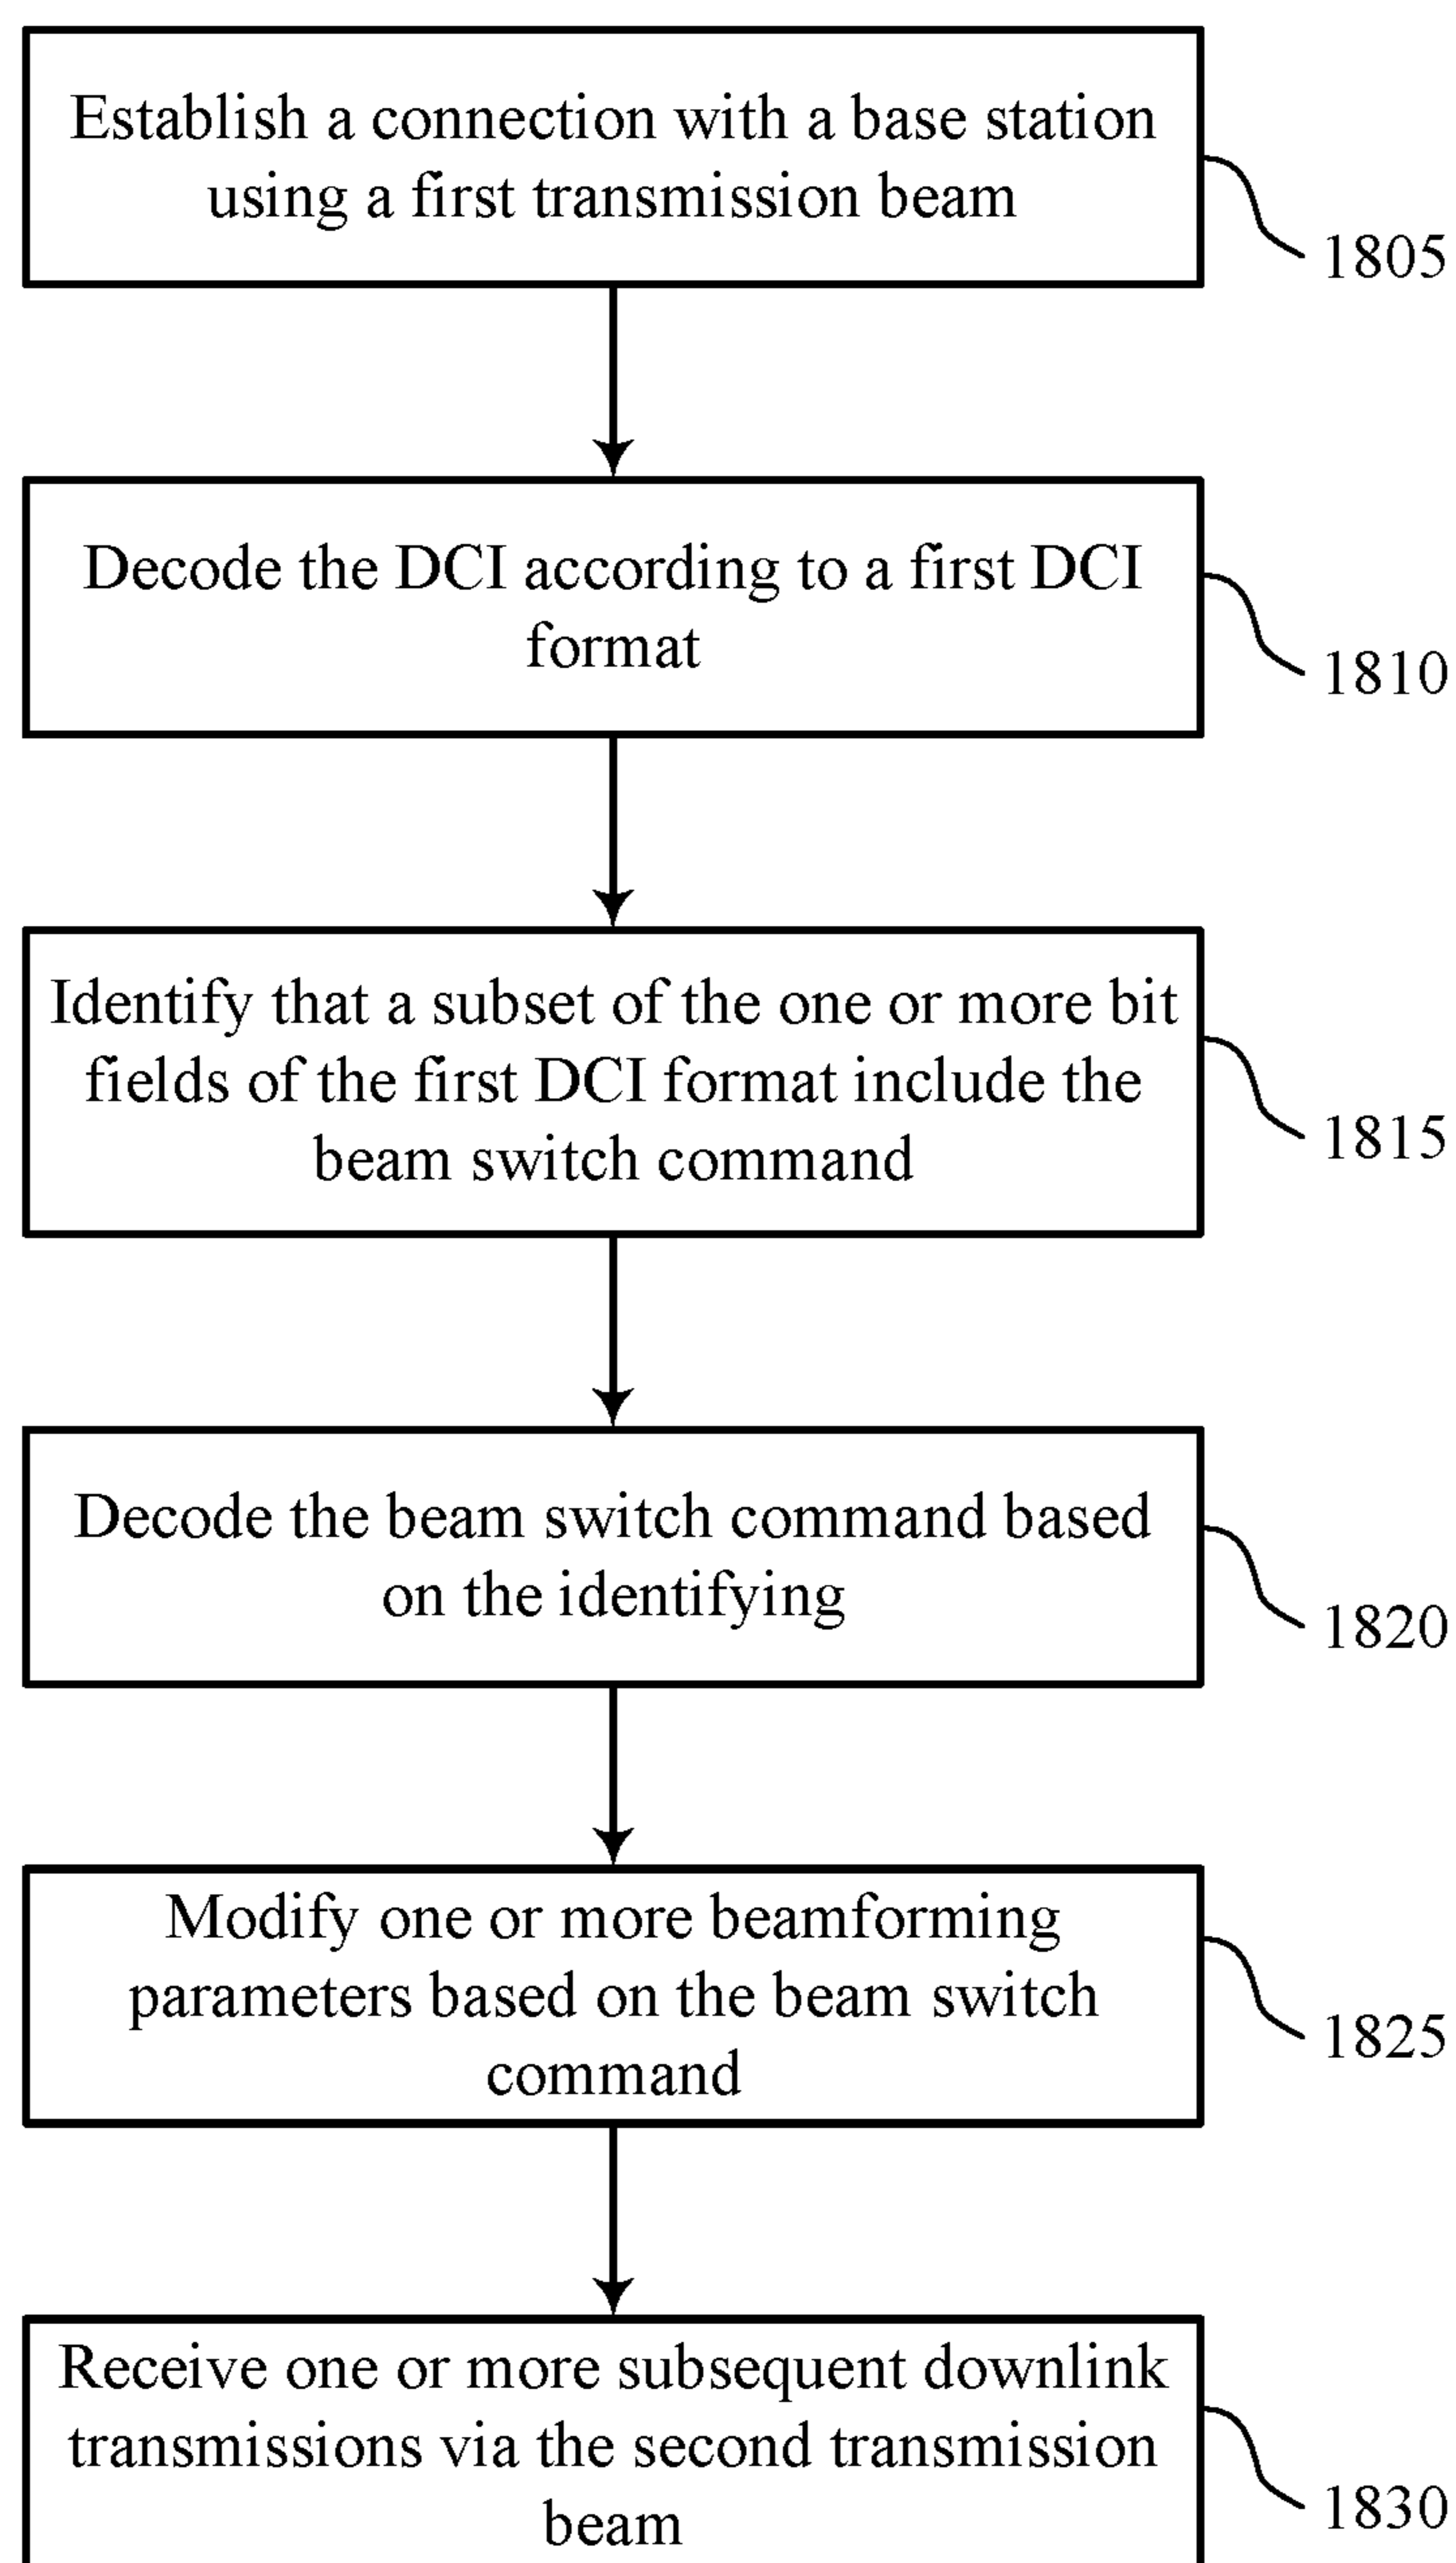 Establish a connection with a base station
using a first transmission beam
1805
Decode the DCI according to a first DCI
format
1810
Identify that a subset of the one or more bit
fields of the first DCI format include the
beam switch command
1815
Decode the beam switch command based
on the identifying
1820
Modify one or more beamforming
parameters based on the beam switch
command
1825
Receive one or more subsequent downlink
transmissions via the second transmission
beam
1830